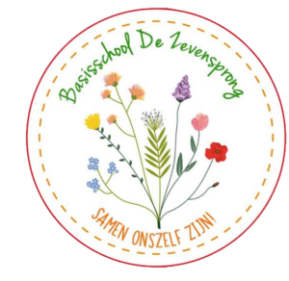 Basisschool De Zevensprong
SAMEN ONSZELF ZIJN!